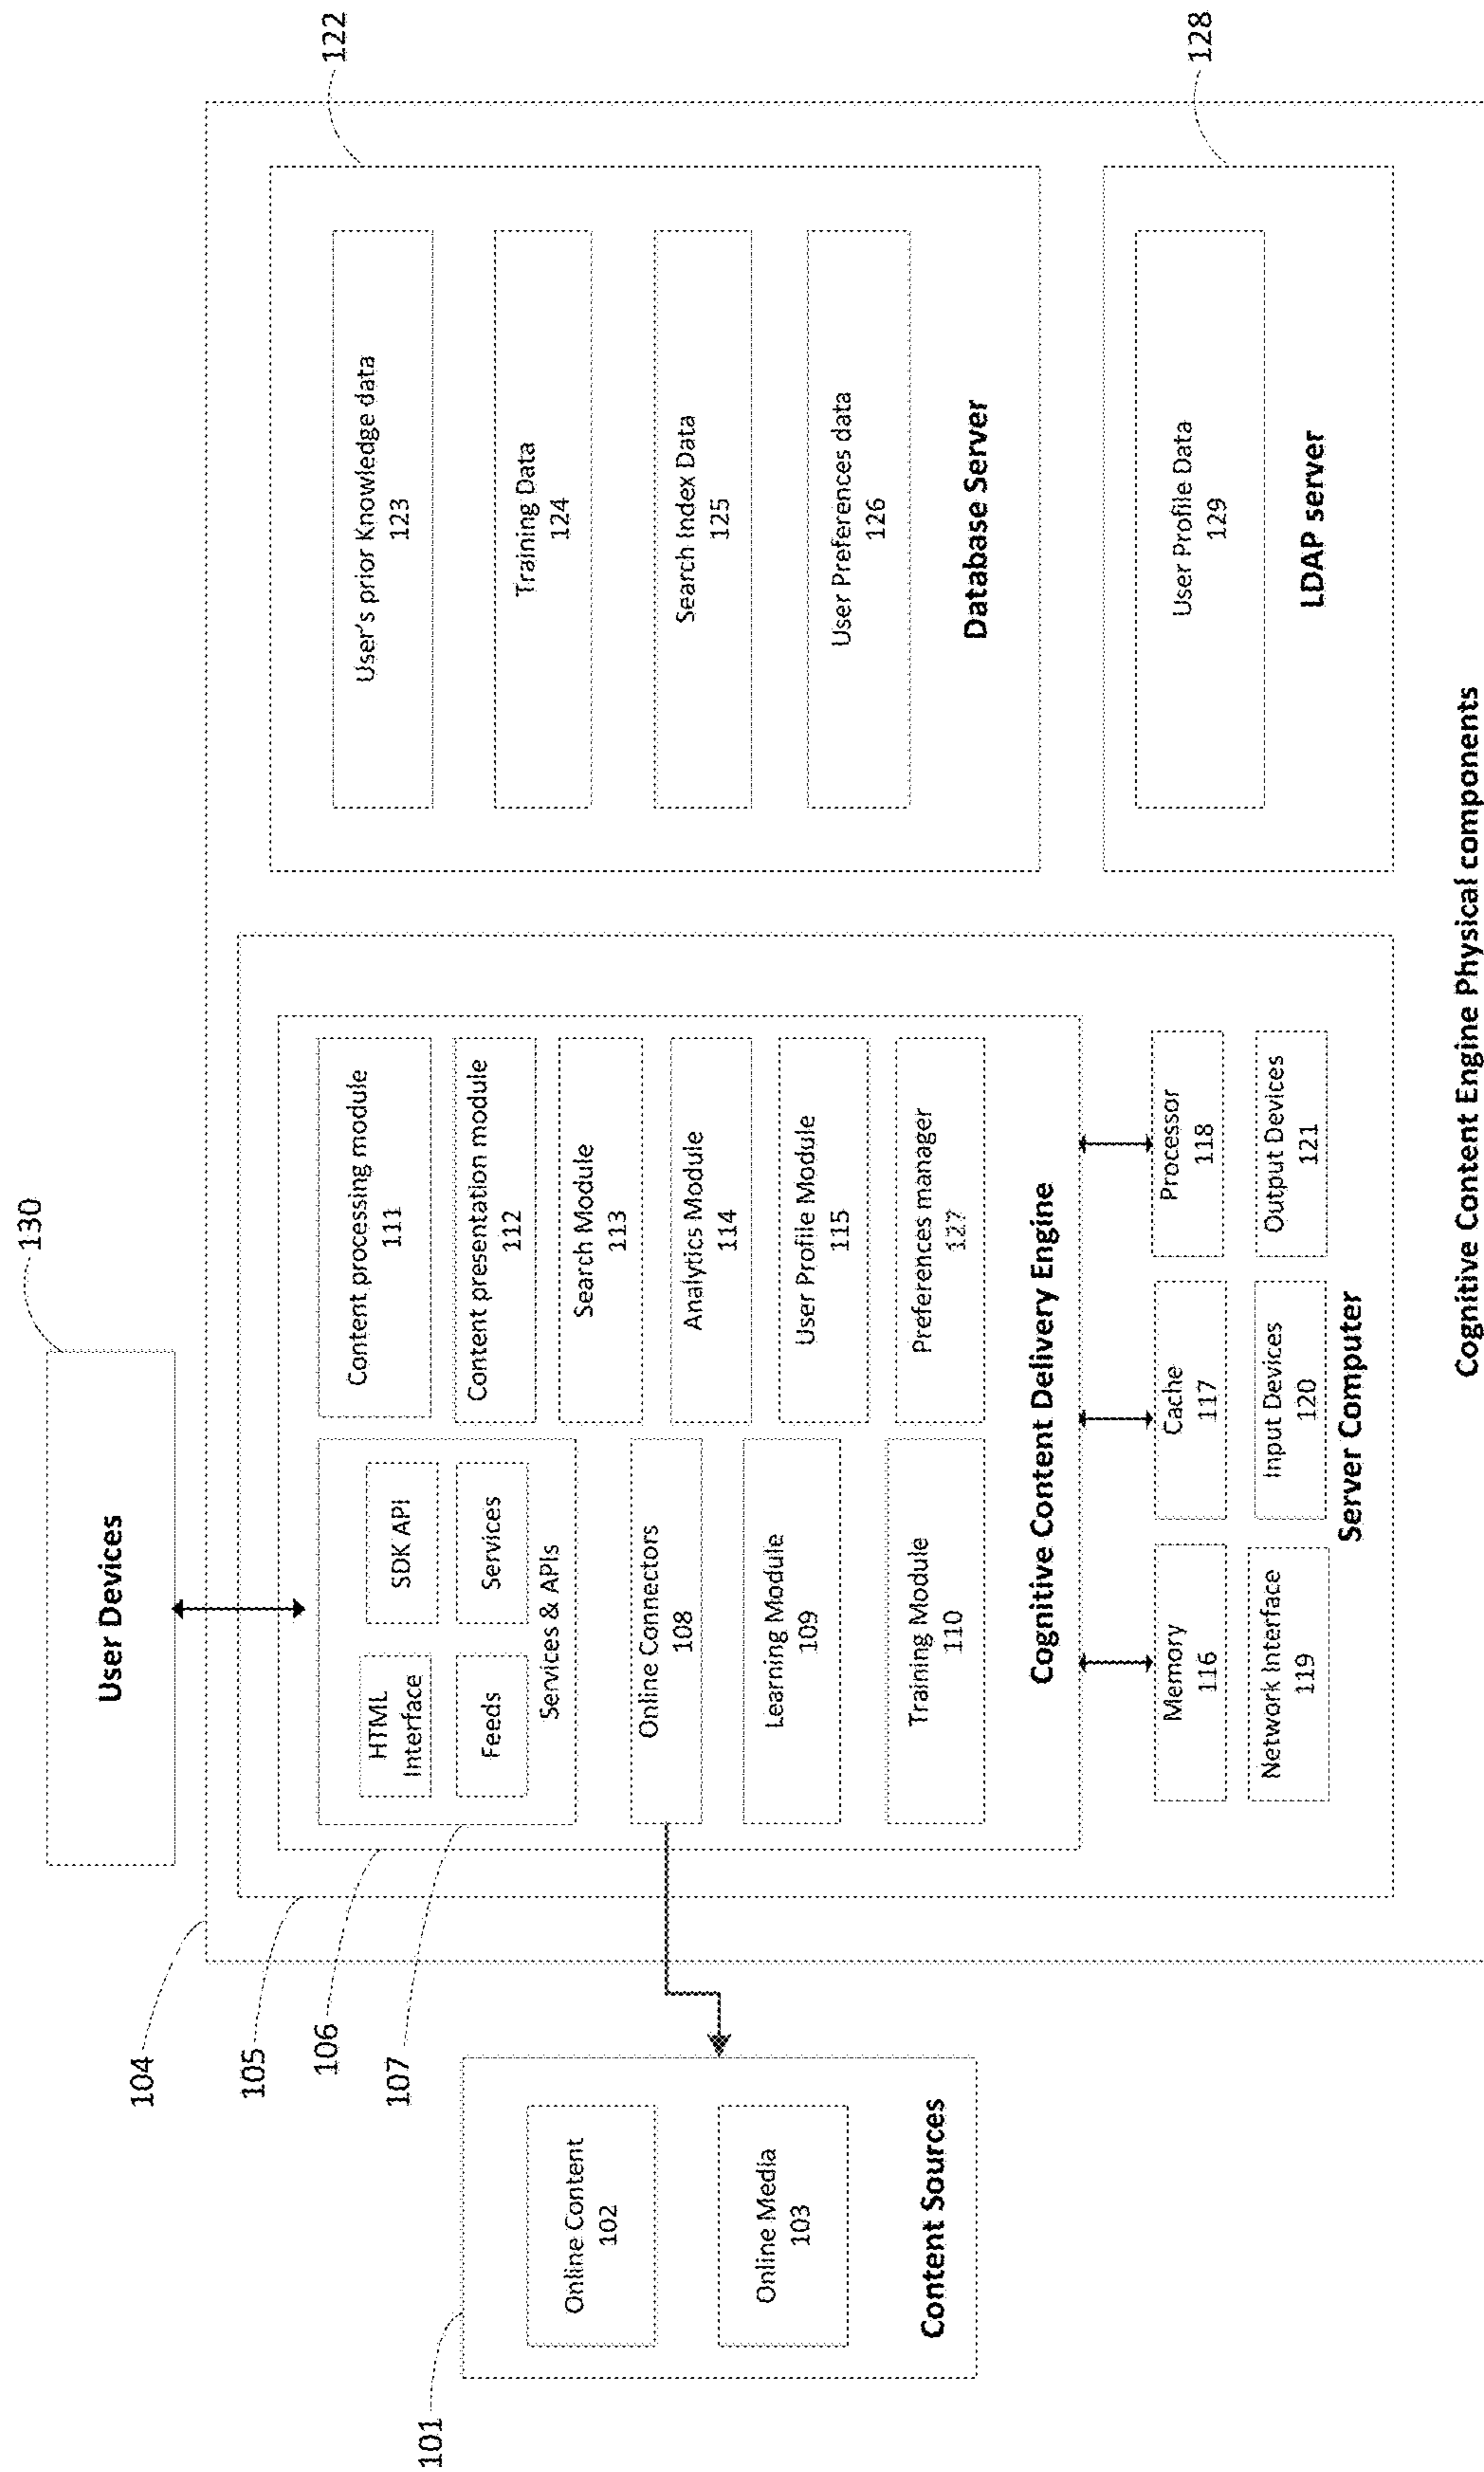 130
User Devices
104
105
106
107
122
128
101
Online Content
102
Online Media
103
Content Sources
HTML
Interface
SDK API
Feeds
Services
Services & APIs
Online Connectors
108
Learning Module
109
Training Module
110
Content processing module
111
Content presentation module
112
Search Module
113
Analytics Module
114
User Profile Module
115
Preferences manager
127
Cognitive Content Delivery Engine
Memory
116
Cache
117
Processor
118
Network Interface
119
Input Devices
120
Output Devices
121
Server Computer
User's prior Knowledge data
123
Training Data
124
Search Index Data
125
User Preferences data
126
Database Server
User Profile Data
129
LDAP server
Cognitive Content Engine Physical components